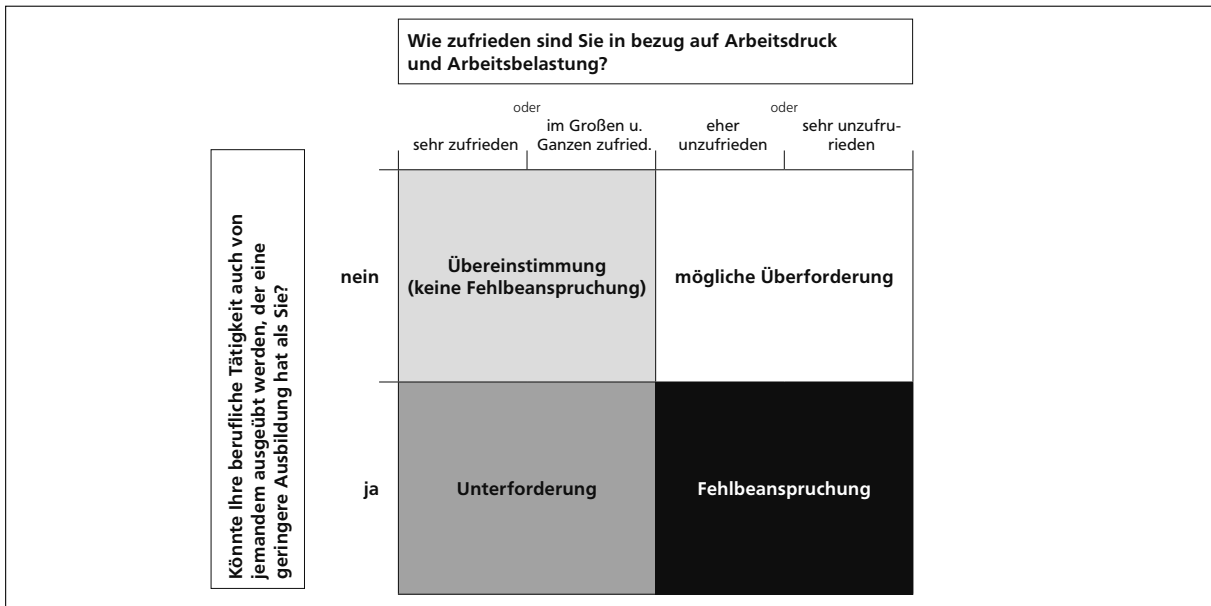 Wie zufrieden sind Sie in bezug auf Arbeitsdruck
und Arbeitsbelastung?
oder
oder
sehr zufrieden
im Großen u.
Ganzen zufried.
eher
unzufrieden
sehr unzufru-
rieden
Könnte Ihre berufliche Tätigkeit auch von
jemandem ausgeübt werden, der eine
geringere Ausbildung hat als Sie?
nein
Übereinstimmung
(keine Fehlbeanspruchung)
mögliche Überforderung
ja
Unterforderung
Fehlbeanspruchung